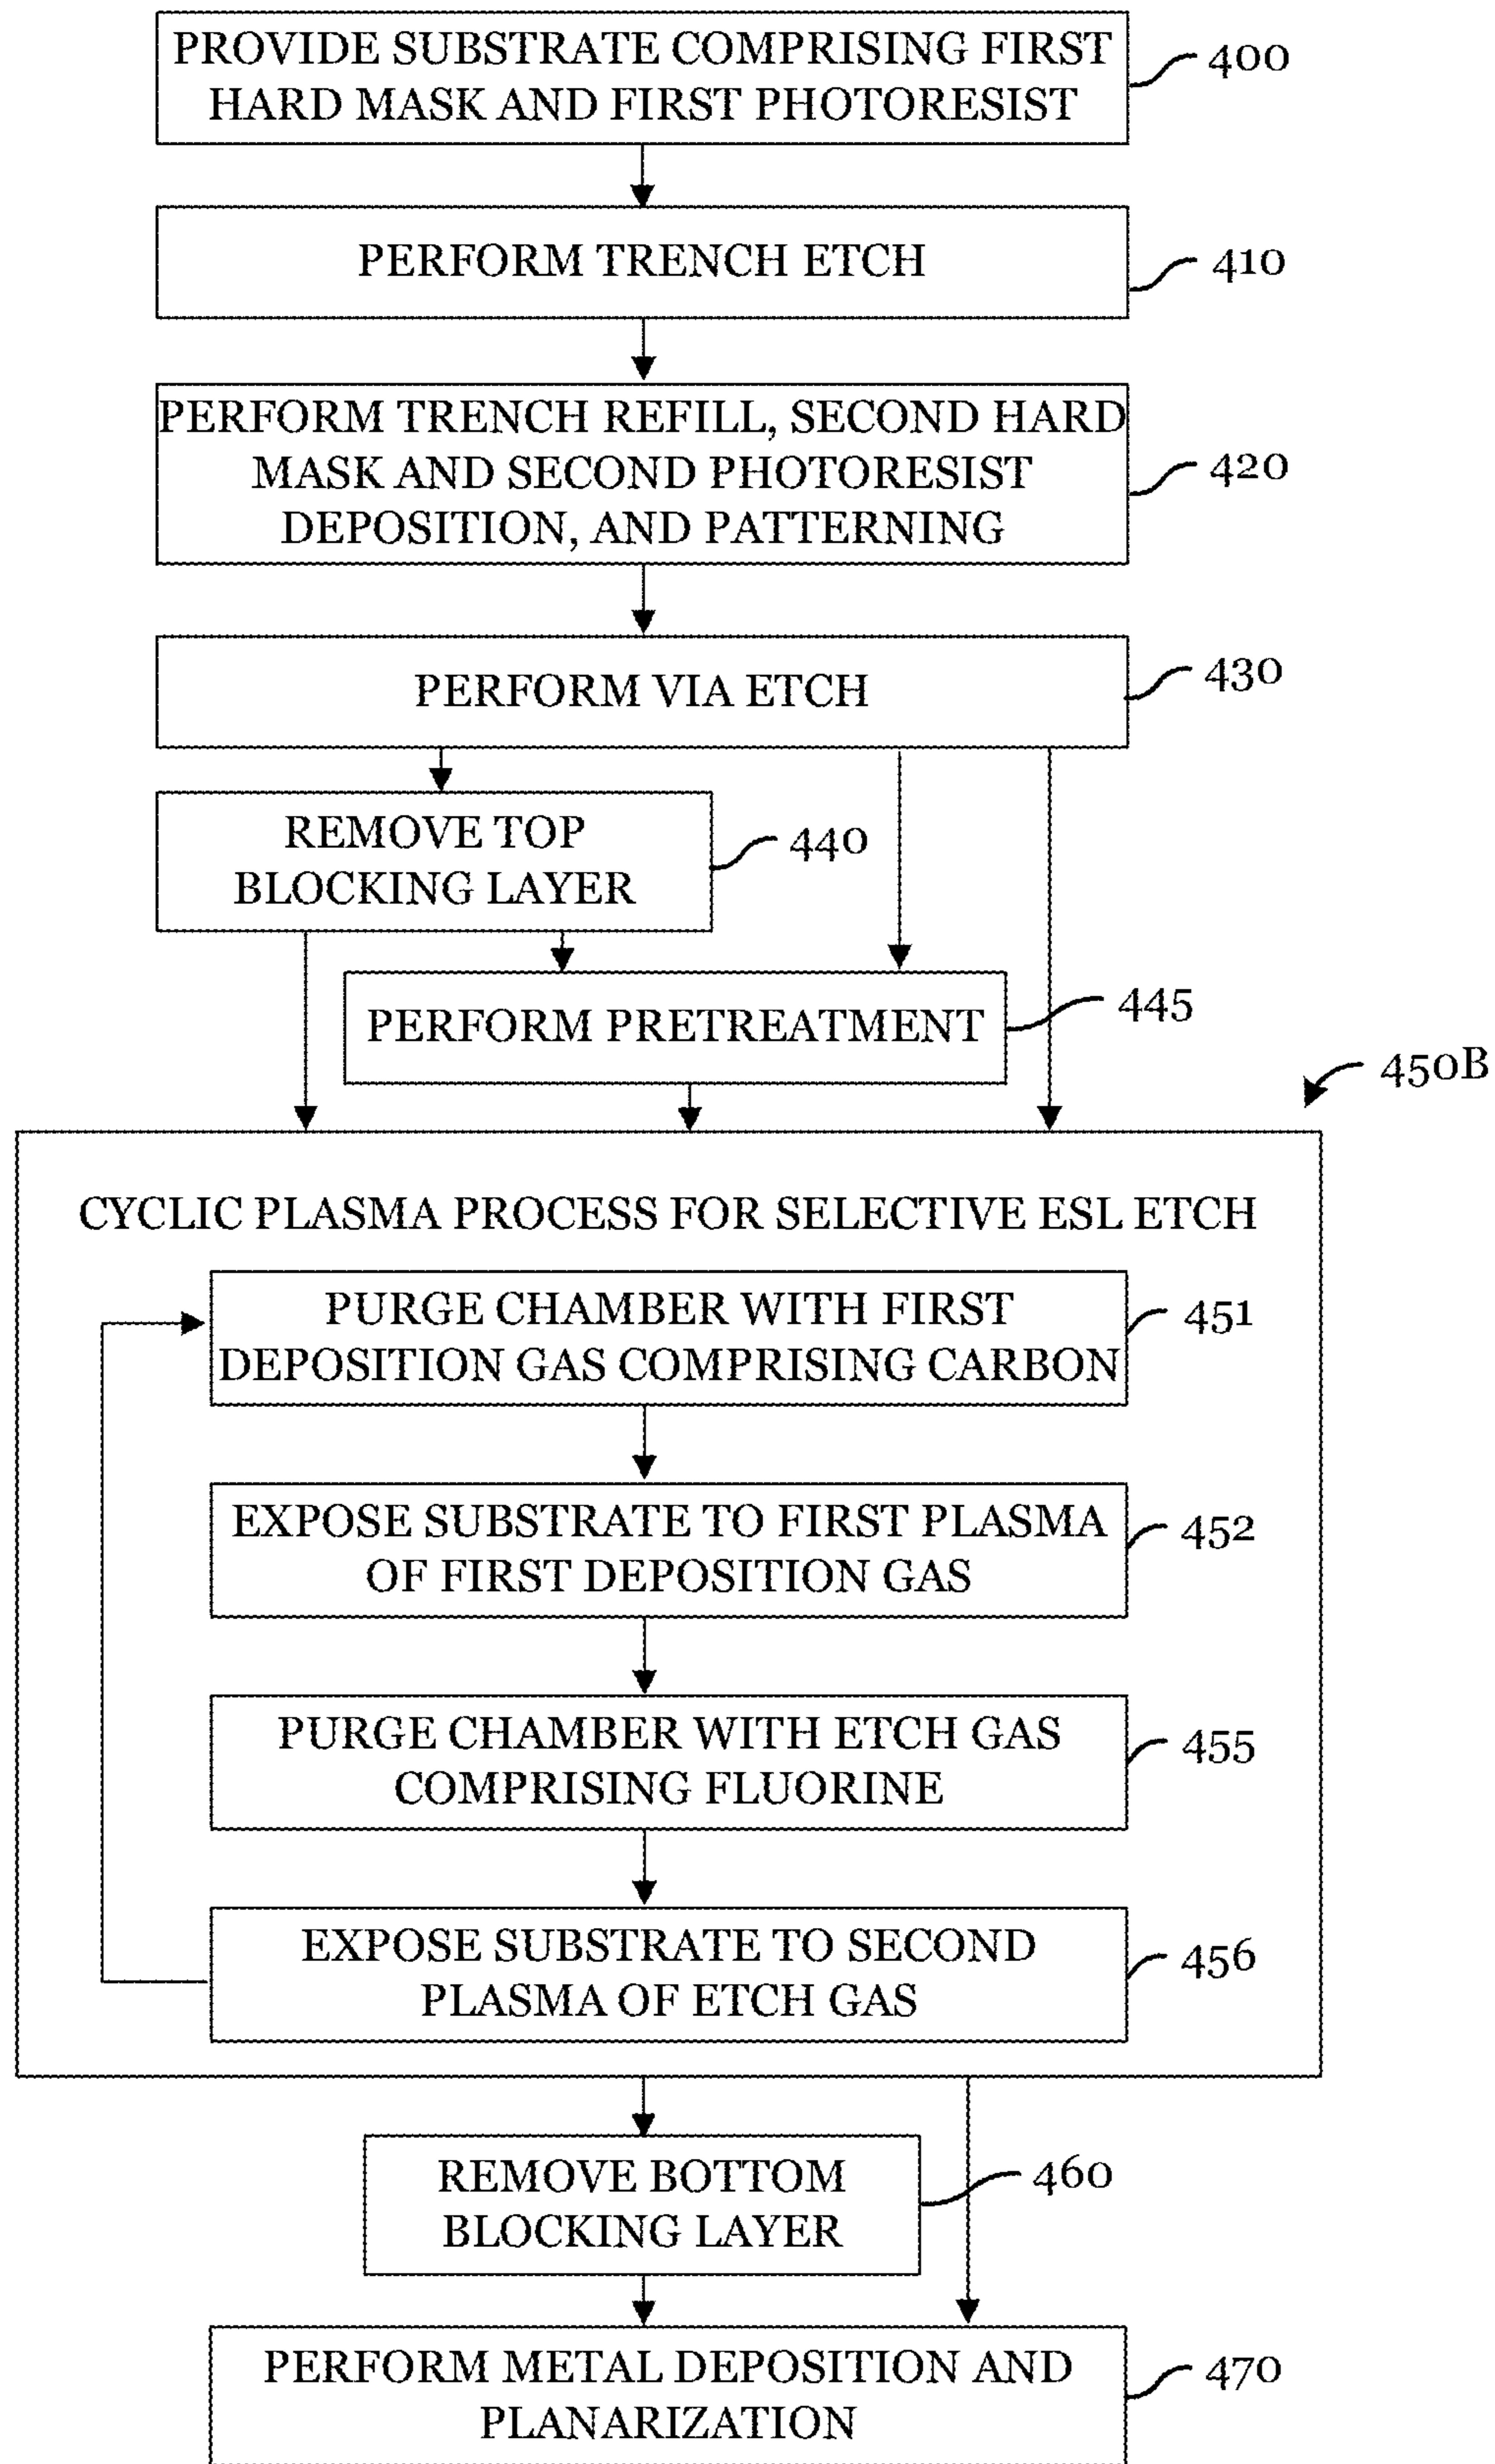 PROVIDE SUBSTRATE COMPRISING FIRST
HARD MASK AND FIRST PHOTORESIST
400
PERFORM TRENCH ETCH
410
PERFORM TRENCH REFILL, SECOND HARD
MASK AND SECOND PHOTORESIST
DEPOSITION, AND PATTERNING
420
PERFORM VIA ETCH
430
REMOVE TOP
BLOCKING LAYER
440
PERFORM PRETREATMENT
445
450B
CYCLIC PLASMA PROCESS FOR SELECTIVE ESL ETCH
PURGE CHAMBER WITH FIRST
DEPOSITION GAS COMPRISING CARBON
451
EXPOSE SUBSTRATE TO FIRST PLASMA
OF FIRST DEPOSITION GAS
452
PURGE CHAMBER WITH ETCH GAS
COMPRISING FLUORINE
455
EXPOSE SUBSTRATE TO SECOND
PLASMA OF ETCH GAS
456
REMOVE BOTTOM
BLOCKING LAYER
460
PERFORM METAL DEPOSITION AND
PLANARIZATION
470